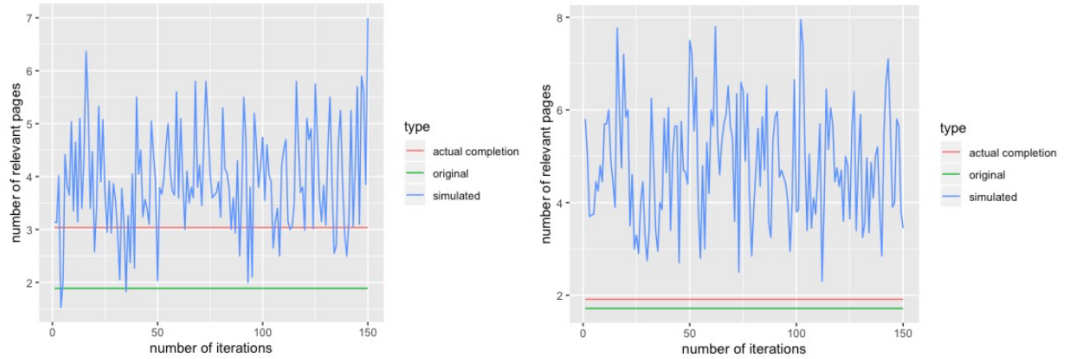 7
6
5
4
3
2
number of relevant pages
0
50
100
150
number of iterations
type
actual completion
original
simulated
8
6
4
2
number of relevant pages
0
50
100
150
number of iterations
type
actual completion
original
simulated